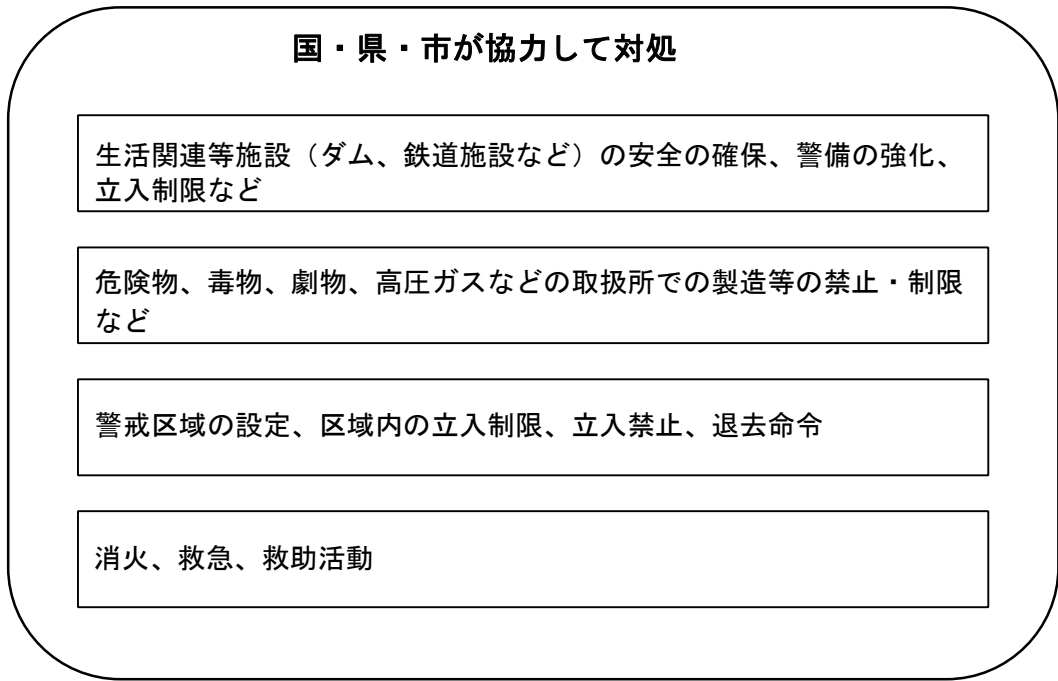 国・県・市が協力して対処
生活関連等施設（ダム、鉄道施設など）の安全の確保、警備の強化、
立入制限など
危険物、毒物、劇物、高圧ガスなどの取扱所での製造等の禁止・制限
など
警戒区域の設定、区域内の立入制限、立入禁止、退去命令
消火、救急、救助活動